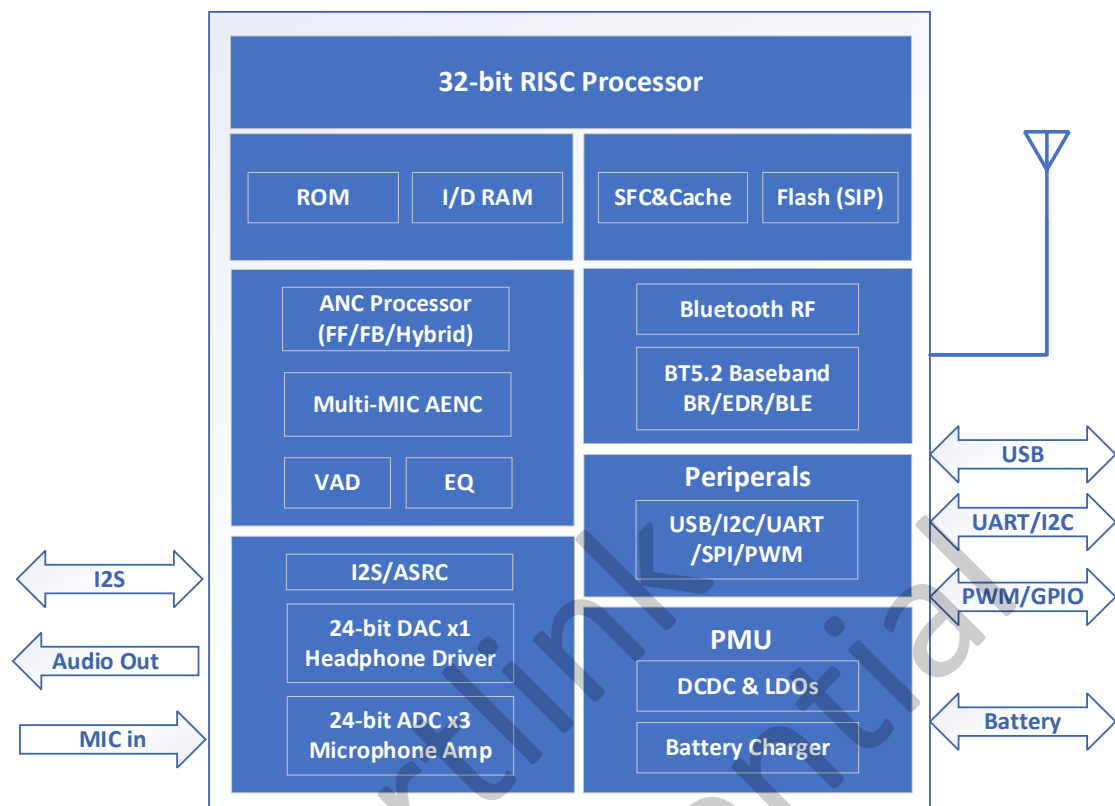 32-bit RISC Processor
ROM
I/D RAM
SFC&Cache
Flash (SIP)
ANC Processor
(FF/FB/Hybrid)
Multi-MIC AENC
VAD
EQ
Bluetooth RF
BT5.2 Baseband
BR/EDR/BLE
Periperals
USB/I2C/UART
/SPI/PWM
I2S/ASRC
24-bit DAC x1
Headphone Driver
24-bit ADC x3
Microphone Amp
PMU
DCDC & LDOs
Battery Charger
I2S
Audio Out
MIC in
USB
UART/I2C
PWM/GPIO
Battery